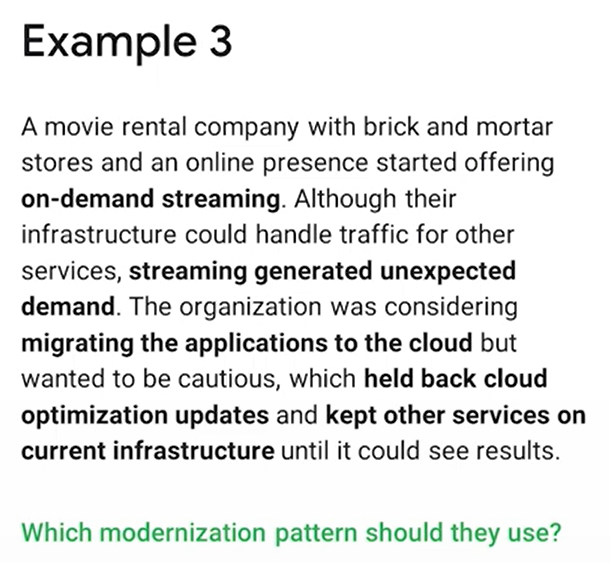 Example 3
A movie rental company with brick and mortar
stores and an online presence started offering
on-demand streaming. Although their
infrastructure could handle traffic for other
services, streaming generated unexpected
demand. The organization was considering
migrating the applications to the cloud but
wanted to be cautious, which held back cloud
optimization updates and kept other services on
current infrastructure until it could see results.
Which modernization pattern should they use?